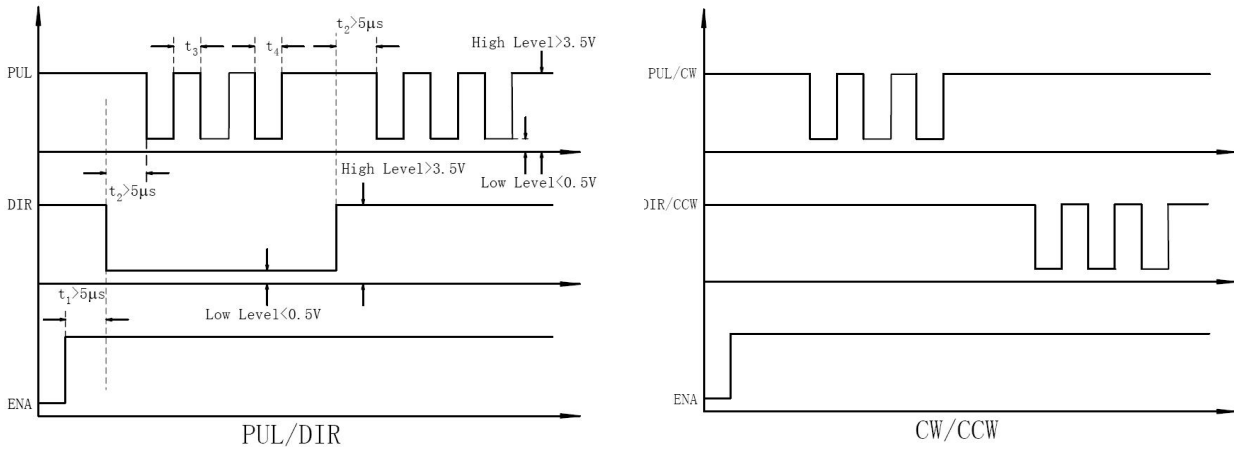 t2>5μs
High Level>3.5V
t3
t4
PUL
High Level>3.5V
Low Level<0.5V
t2>5μs
DIR
t1>5μs
Low Level<0.5V
ENA
PUL/DIR
PUL/CW
DIR/CCW
ENA
CW/CCW